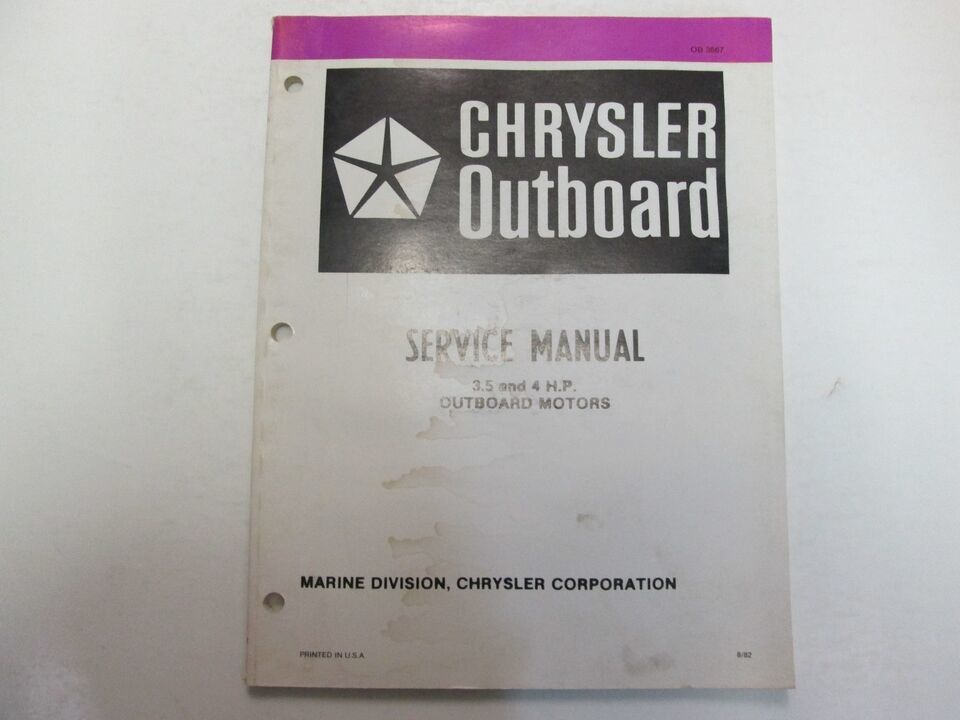 OB 3667
CHRYSLER
Outboard
SERVICE MANUAL
3.5 and 4 H.P.
OUTBOARD MOTORS
MARINE DIVISION, CHRYSLER CORPORATION
PRINTED IN U.S.A.
8/82